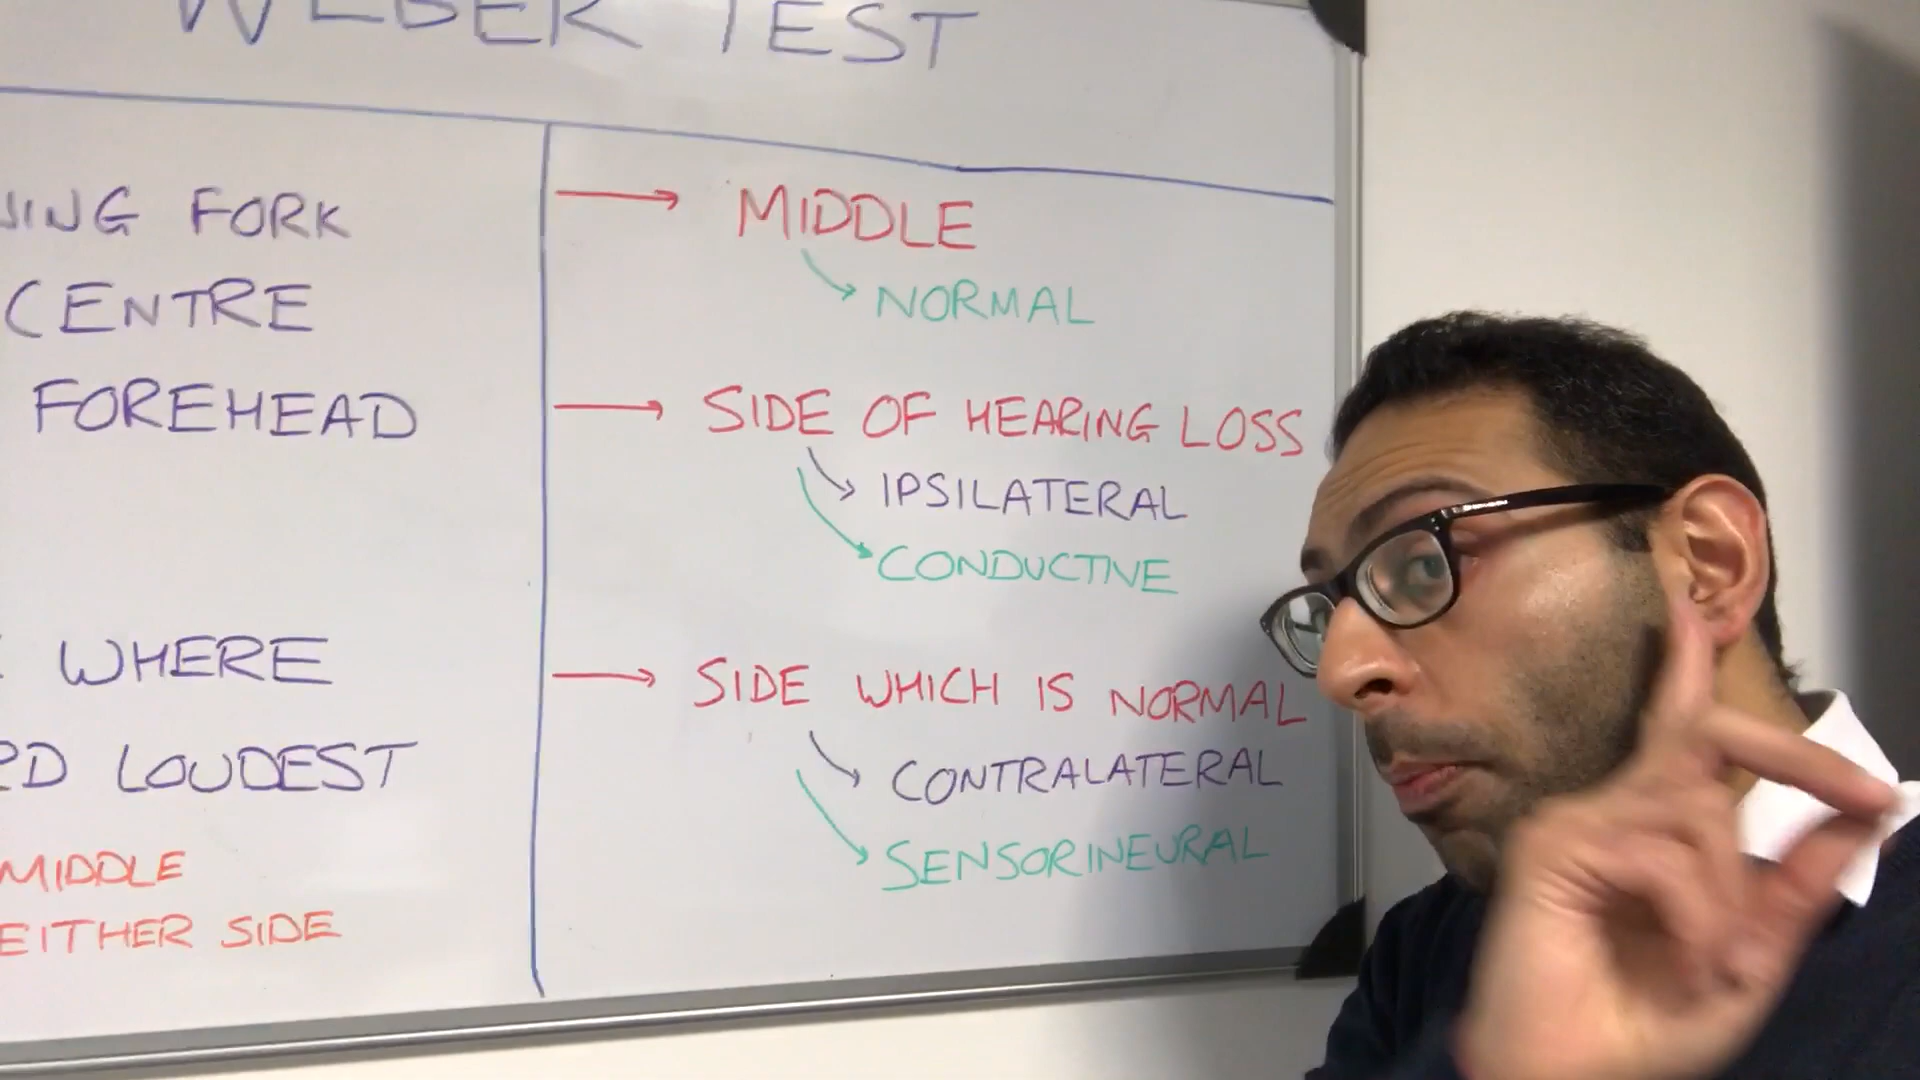 WEBER TEST
FORK
CENTRE
FOREHEAD
WHERE
LOUDEST
MIDDLE
EITHER SIDE
MIDDLE
NORMAL
SIDE OF HEARING LOSS
IPSILATERAL
CONDUCTIVE
SIDE WHICH IS NORMAL
CONTRALATERAL
SENSORINEURAL